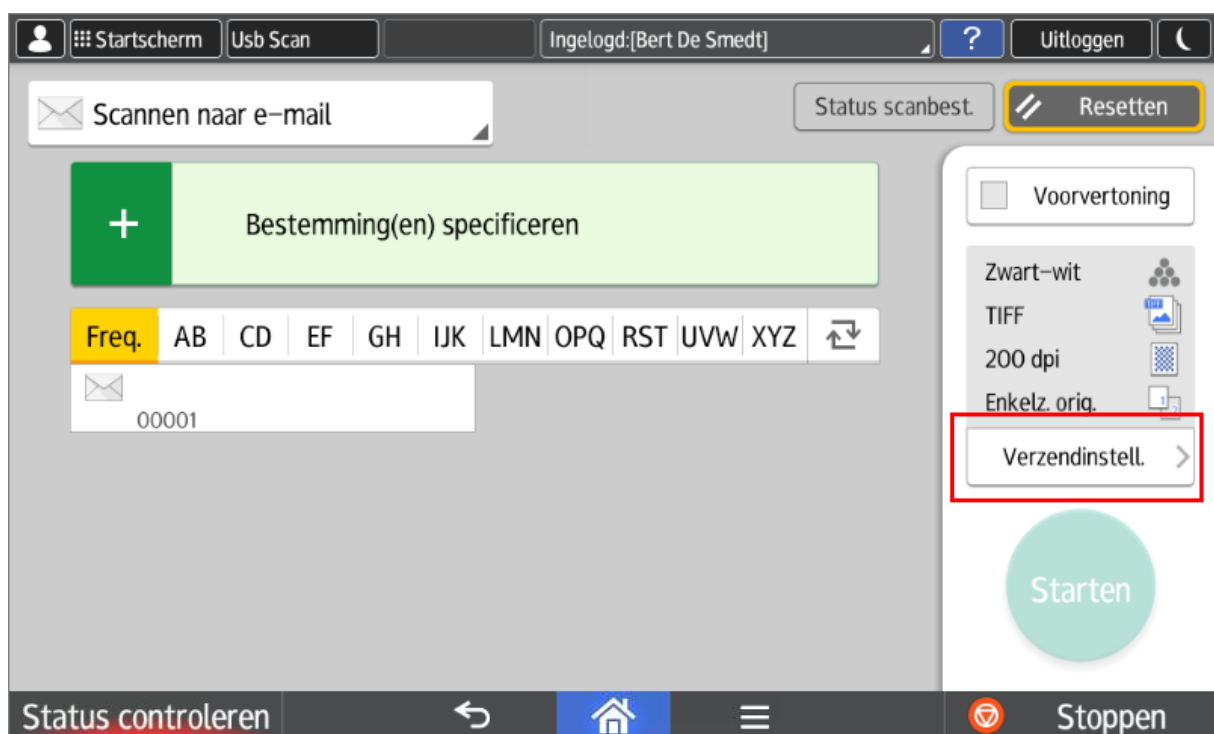 Startscherm Usb Scan Ingelogd:[Bert De Smedt] ? Uitloggen
Scannen naar e-mail
Status scanbest. Resetten
+ Bestemming(en) specificeren
Voorvertoning
Zwart-wit
TIFF
200 dpi
Enkelz. orig.
Verzendinstell. >
Freq. AB CD EF GH IJK LMN OPQ RST UVW XYZ
00001
Starten
Status controleren Stoppen